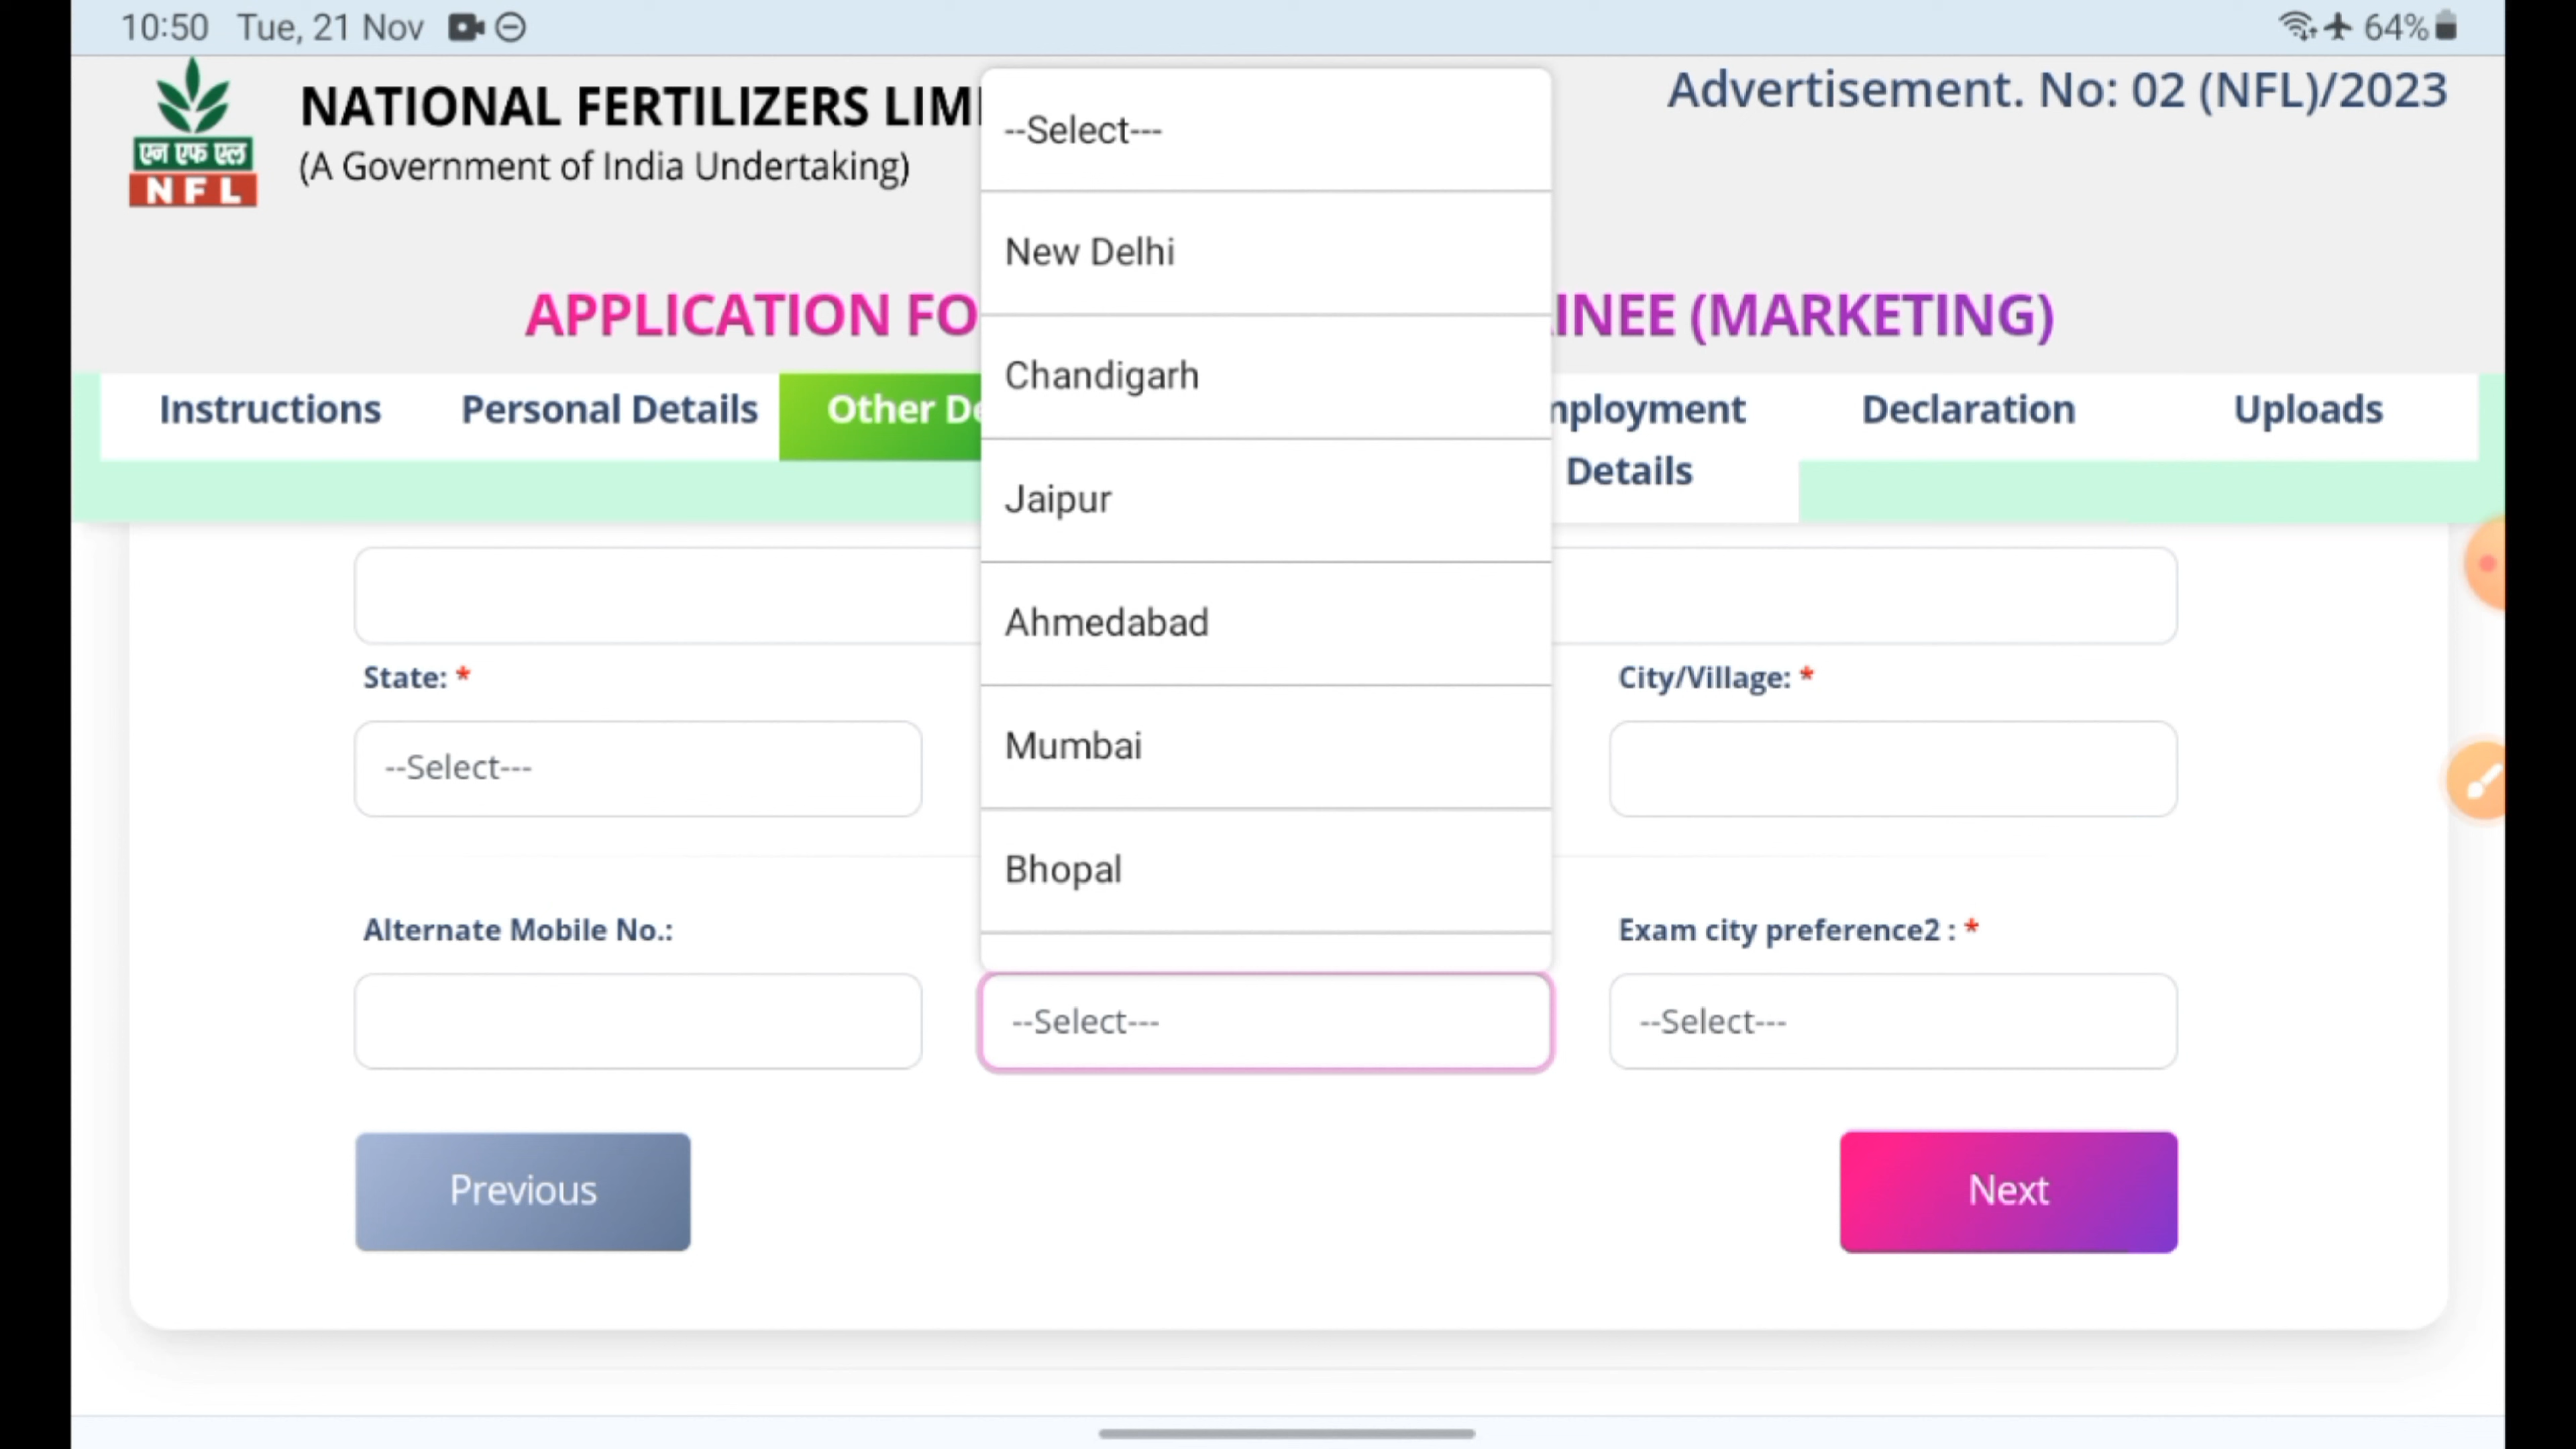 10:50 Tue, 21 Nov
64%
एन एफ एल
NFL
NATIONAL FERTILIZERS LIMI
(A Government of India Undertaking)
Advertisement. No: 02 (NFL)/2023
APPLICATION FO
INEE (MARKETING)
Instructions
Personal Details
Other De
mployment
Details
Declaration
Uploads
--Select---
New Delhi
Chandigarh
Jaipur
Ahmedabad
Mumbai
Bhopal
State: *
--Select---
City/Village: *
Alternate Mobile No.:
--Select---
Exam city preference2 : *
--Select---
Previous
Next